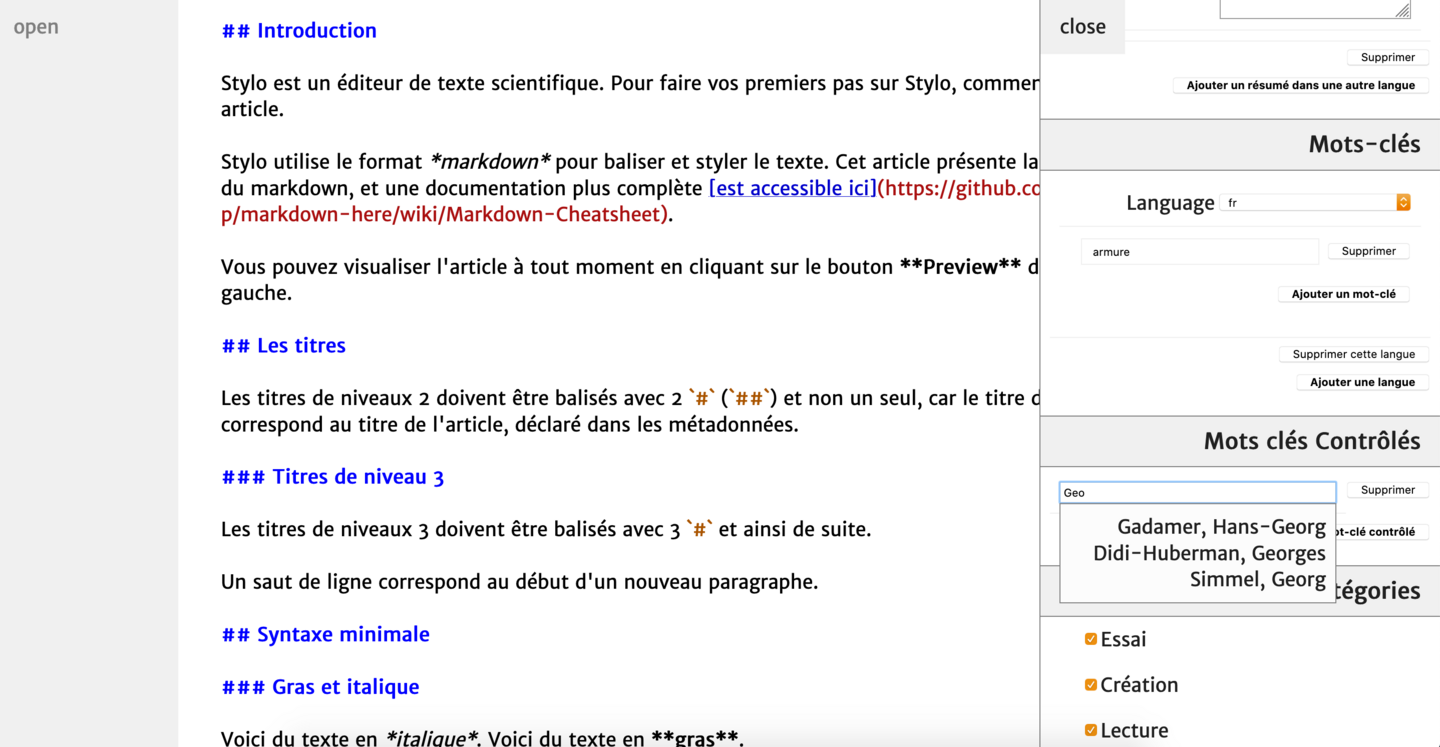 open
## Introduction
Stylo est un éditeur de texte scientifique. Pour faire vos premiers pas sur Stylo, commen
article.
Stylo utilise le format *markdown* pour baliser et styler le texte. Cet article présente la
du markdown, et une documentation plus complète [est accessible ici](https://github.co
p/markdown-here/wiki/Markdown-Cheatsheet).
Vous pouvez visualiser l'article à tout moment en cliquant sur le bouton **Preview** d
gauche.
## Les titres
Les titres de niveaux 2 doivent être balisés avec 2 `#` (`##`) et non un seul, car le titre d
correspond au titre de l'article, déclaré dans les métadonnées.
### Titres de niveau 3
Les titres de niveaux 3 doivent être balisés avec 3 `#` et ainsi de suite.
Un saut de ligne correspond au début d'un nouveau paragraphe.
## Syntaxe minimale
### Gras et italique
Voici du texte en *italique*. Voici du texte en **gras**.
close
Supprimer
Ajouter un résumé dans une autre langue
Mots-clés
Language fr
armure Supprimer
Ajouter un mot-clé
Supprimer cette langue
Ajouter une langue
Mots clés Contrôlés
Geo Supprimer
Gadamer, Hans-Georg
ot-clé contrôlé
Didi-Huberman, Georges
Simmel, Georg
tégories
Essai
Création
Lecture